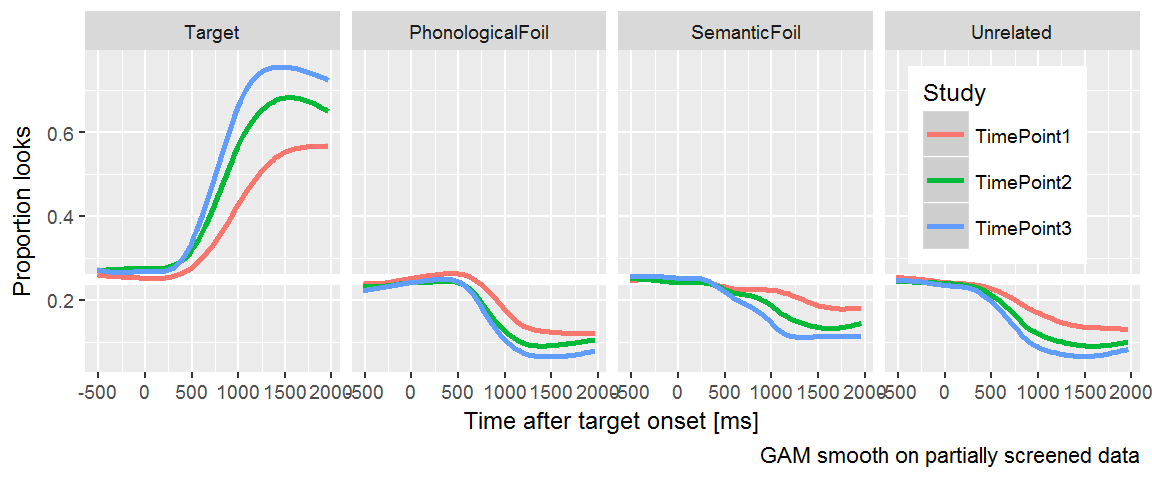 Target PhonologicalFoil SemanticFoil Unrelated
Proportion looks
0.6
0.4
0.2
Study
TimePoint1
TimePoint2
TimePoint3
-500 0 500 1000 1500 2000 -500 0 500 1000 1500 2000 -500 0 500 1000 1500 2000 -500 0 500 1000 1500 2000
Time after target onset [ms]
GAM smooth on partially screened data